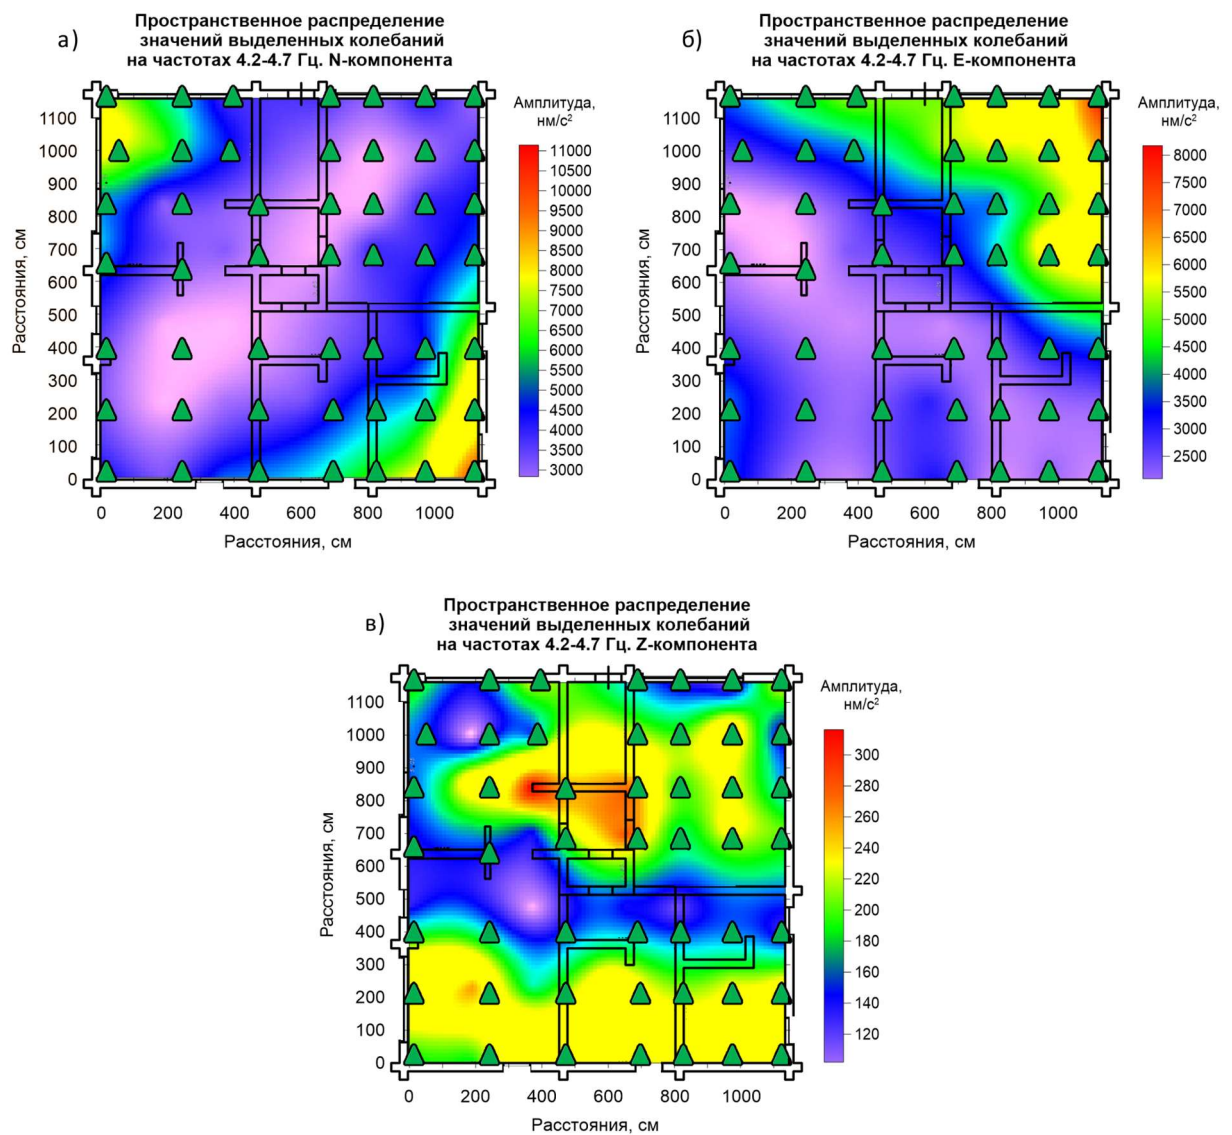 а)
Пространственное распределение
значений выделенных колебаний
на частотах 4.2-4.7 Гц. N-компонента
Амплитуда,
нм/с²
11000
10500
10000
9500
9000
8500
8000
7500
7000
6500
6000
5500
5000
4500
4000
3500
3000
Расстояния, см
1100
1000
900
800
700
600
500
400
300
200
100
0
0 200 400 600 800 1000
Расстояния, см
б)
Пространственное распределение
значений выделенных колебаний
на частотах 4.2-4.7 Гц. E-компонента
Амплитуда,
нм/с²
8000
7500
7000
6500
6000
5500
5000
4500
4000
3500
3000
2500
Расстояния, см
1100
1000
900
800
700
600
500
400
300
200
100
0
0 200 400 600 800 1000
Расстояния, см
в)
Пространственное распределение
значений выделенных колебаний
на частотах 4.2-4.7 Гц. Z-компонента
Амплитуда,
нм/с²
300
280
260
240
220
200
180
160
140
120
Расстояния, см
1100
1000
900
800
700
600
500
400
300
200
100
0
0 200 400 600 800 1000
Расстояния, см